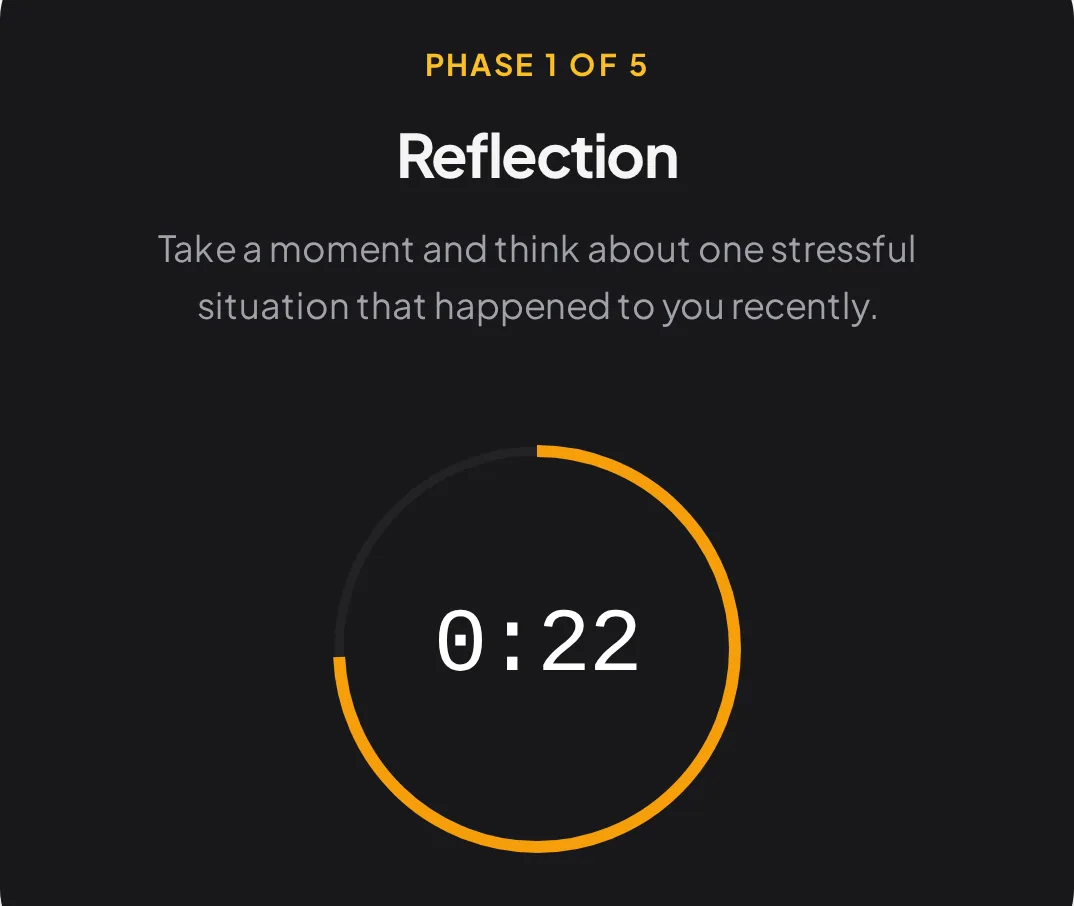 PHASE 1 OF 5
Reflection
Take a moment and think about one stressful
situation that happened to you recently.
0:22